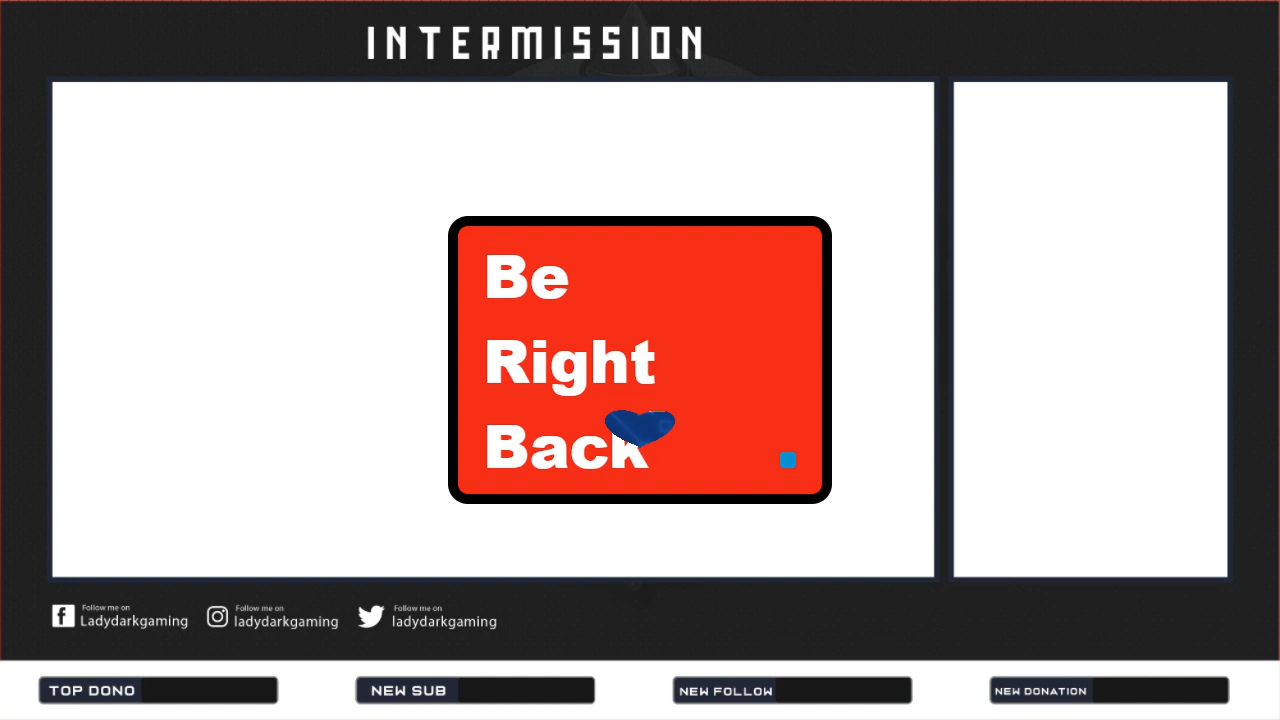 INTERMISSION
Be
Right
Back
Follow me on
Ladydarkgaming
Follow me on
ladydarkgaming
Follow me on
ladydarkgaming
TOP DONO
NEW SUB
NEW FOLLOW
NEW DONATION